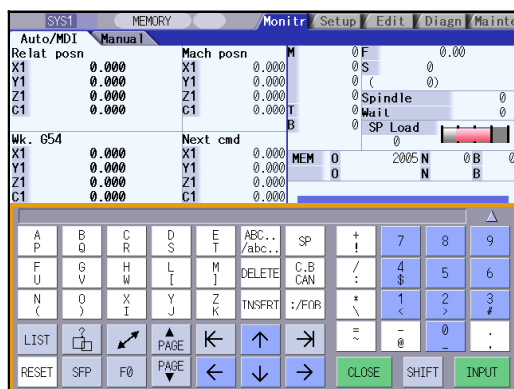 SYS1 MEMORY Monitr Setup Edit Diagn Mainte
Auto/MDI Manual
Relat posn Mach posn M 0 F 0.00
X1 0.000 X1 0.000 0 S 0
Y1 0.000 Y1 0.000 0 ( 0)
Z1 0.000 Z1 0.000 0 Spindle 0
C1 0.000 C1 0.000 T 0 Wait 0
B 0 SP Load
0
Wk. G54 Next cmd
X1 0.000 X1 0.000 MEM O 2005 N 0 B 0
Y1 0.000 Y1 0.000 O N B
Z1 0.000 Z1 0.000
C1 0.000 C1 0.000
A B C D E ABC.. SP + 7 8 9
P Q R S T /abc.. !
F G H L M DELETE C.B / 4 5 6
U V W [ ] CAN : $
N O X Y Z INSERT ;/EOB * 1 2 3
( ) I J K \ < > #
LIST ? PAGE = - 0 .
~ @ _ ,
RESET SFP F0 PAGE CLOSE SHIFT INPUT